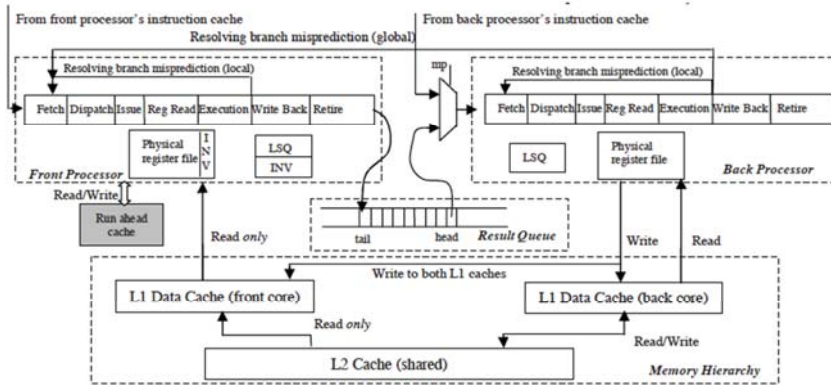 From front processor's instruction cache
From back processor's instruction cache
Resolving branch misprediction (global)
mp
Resolving branch misprediction (local)
Resolving branch misprediction (local)
Fetch Dispatch Issue Reg Read Execution Write Back Retire
Fetch Dispatch Issue Reg Read Execution Write Back Retire
Physical register file
INV
LSQ
INV
LSQ
Physical register file
Front Processor
Back Processor
Read/Write
Run ahead cache
Read only
tail
head
Result Queue
Write
Read
Write to both L1 caches
L1 Data Cache (front core)
L1 Data Cache (back core)
Read only
Read/Write
L2 Cache (shared)
Memory Hierarchy